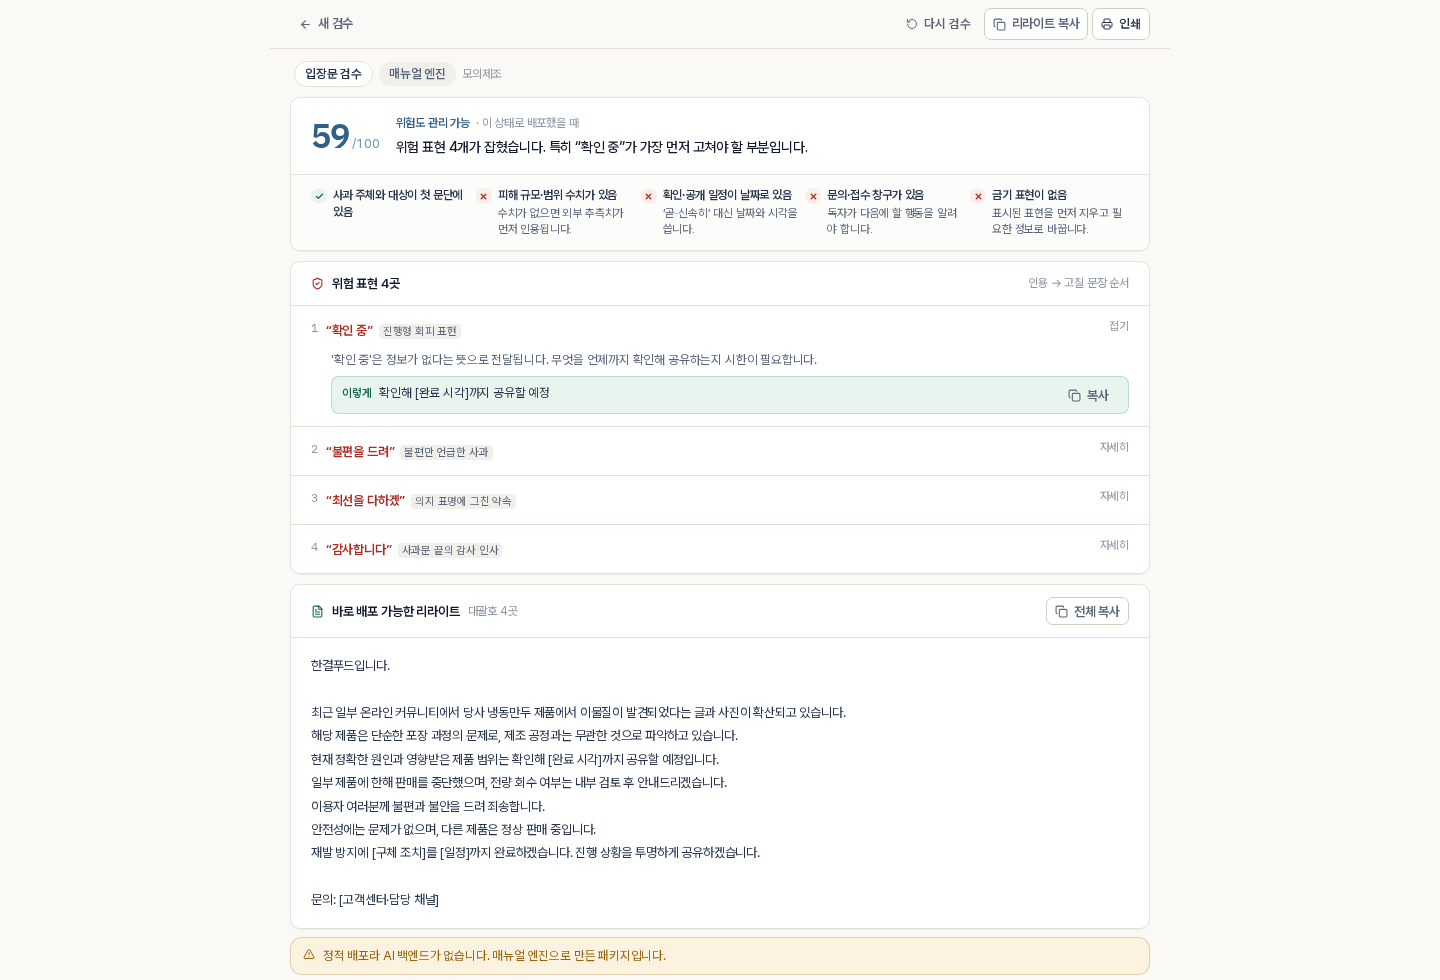 새 검수
다시 검수
리라이트 복사
인쇄
입장문 검수
매뉴얼 엔진
모의제조
59/100
위험도 관리 가능 · 이 상태로 배포했을 때
위험 표현 4개가 잡혔습니다. 특히 “확인 중”가 가장 먼저 고쳐야 할 부분입니다.
사과 주체와 대상이 첫 문단에
있음
피해 규모·범위 수치가 있음
수치가 없으면 외부 추측치가
먼저 인용됩니다.
확인·공개 일정이 날짜로 있음
‘곧·신속히’ 대신 날짜와 시각을
씁니다.
문의·접수 창구가 있음
독자가 다음에 할 행동을 알려
야 합니다.
금기 표현이 없음
표시된 표현을 먼저 지우고 필
요한 정보로 바꿉니다.
위험 표현 4곳
인용 → 고칠 문장 순서
1 “확인 중” 진행형 회피 표현
접기
'확인 중'은 정보가 없다는 뜻으로 전달됩니다. 무엇을 언제까지 확인해 공유하는지 시한이 필요합니다.
이렇게 확인해 [완료 시각]까지 공유할 예정
복사
2 “불편을 드려” 불편만 언급한 사과
자세히
3 “최선을 다하겠” 의지 표명에 그친 약속
자세히
4 “감사합니다” 사과문 끝의 감사 인사
자세히
바로 배포 가능한 리라이트 대괄호 4곳
전체 복사
한결푸드입니다.
최근 일부 온라인 커뮤니티에서 당사 냉동만두 제품에서 이물질이 발견되었다는 글과 사진이 확산되고 있습니다.
해당 제품은 단순한 포장 과정의 문제로, 제조 공정과는 무관한 것으로 파악하고 있습니다.
현재 정확한 원인과 영향받은 제품 범위는 확인해 [완료 시각]까지 공유할 예정입니다.
일부 제품에 한해 판매를 중단했으며, 전량 회수 여부는 내부 검토 후 안내드리겠습니다.
이용자 여러분께 불편과 불안을 드려 죄송합니다.
안전성에는 문제가 없으며, 다른 제품은 정상 판매 중입니다.
재발 방지에 [구체 조치]를 [일정]까지 완료하겠습니다. 진행 상황을 투명하게 공유하겠습니다.
문의: [고객센터·담당 채널]
정적 배포라 AI 백엔드가 없습니다. 매뉴얼 엔진으로 만든 패키지입니다.